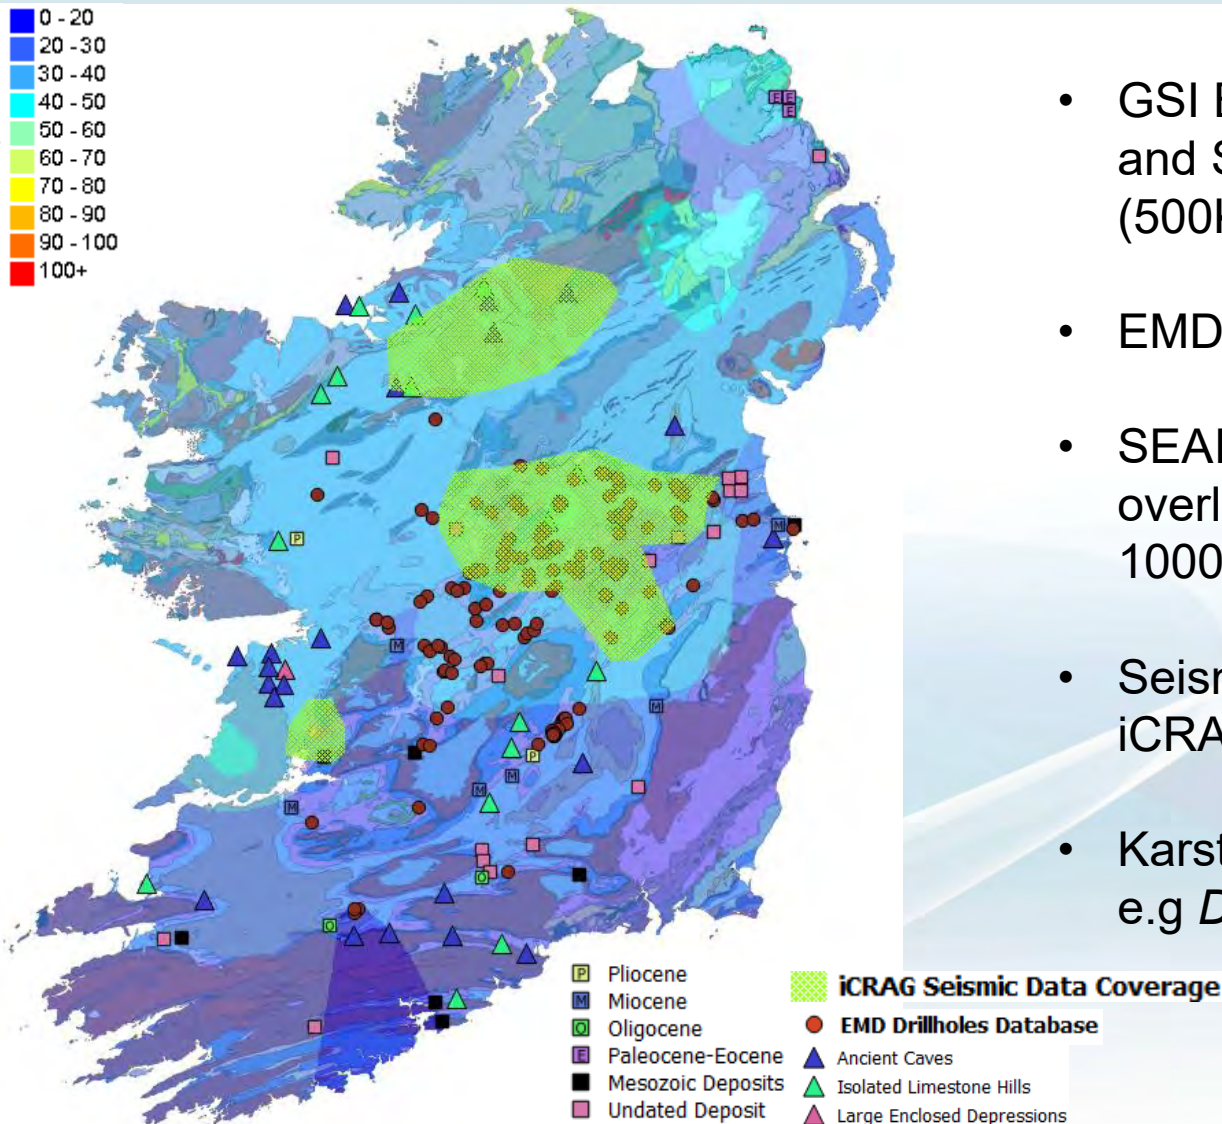 0 - 20
20 - 30
30 - 40
40 - 50
50 - 60
60 - 70
70 - 80
80 - 90
90 - 100
100+
• GSI
and
• EMD
overl
1000
• Seism
iCRA
• Karst
e.g
E E
E
P
M
M
M
P
M
M
M
O
O
P Pliocene
M Miocene
O Oligocene
E Paleocene-Eocene
Mesozoic Deposits
Undated Deposit
iCRAG Seismic Data Coverage
EMD Drillholes Database
Ancient Caves
Isolated Limestone Hills
Large Enclosed Depressions